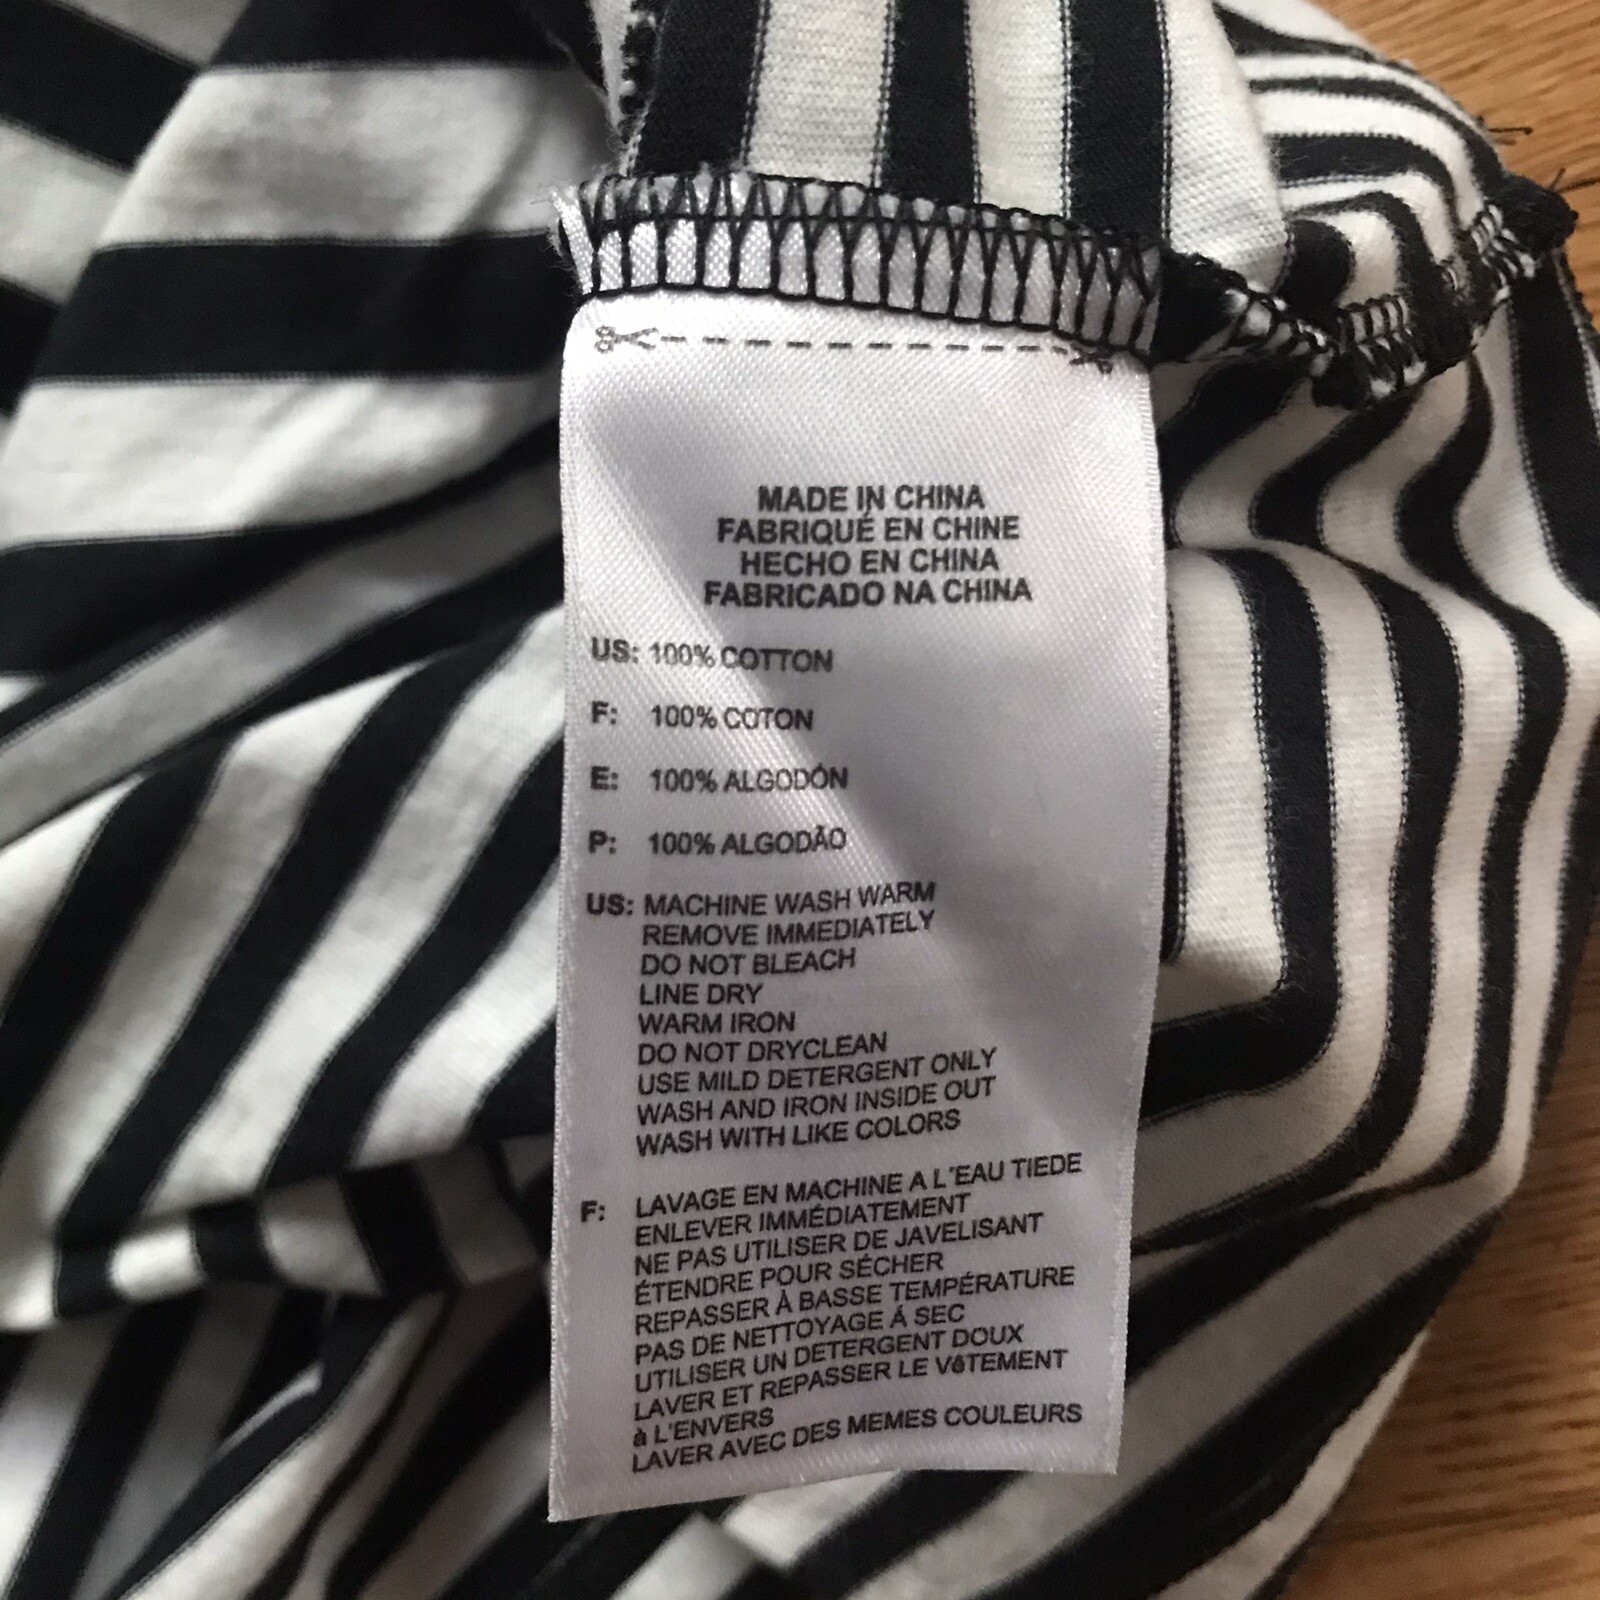 MADE IN CHINA
FABRIQUÉ EN CHINE
HECHO EN CHINA
FABRICADO NA CHINA
US: 100% COTTON
F: 100% COTON
E: 100% ALGODÓN
P: 100% ALGODÃO
US: MACHINE WASH WARM
REMOVE IMMEDIATELY
DO NOT BLEACH
LINE DRY
WARM IRON
DO NOT DRYCLEAN
USE MILD DETERGENT ONLY
WASH AND IRON INSIDE OUT
WASH WITH LIKE COLORS
F: LAVAGE EN MACHINE A L'EAU TIEDE
ENLEVER IMMÉDIATEMENT
NE PAS UTILISER DE JAVELISANT
ÉTENDRE POUR SÉCHER
REPASSER À BASSE TEMPÉRATURE
PAS DE NETTOYAGE Á SEC
UTILISER UN DETERGENT DOUX
LAVER ET REPASSER LE VêTEMENT
à L'ENVERS
LAVER AVEC DES MEMES COULEURS